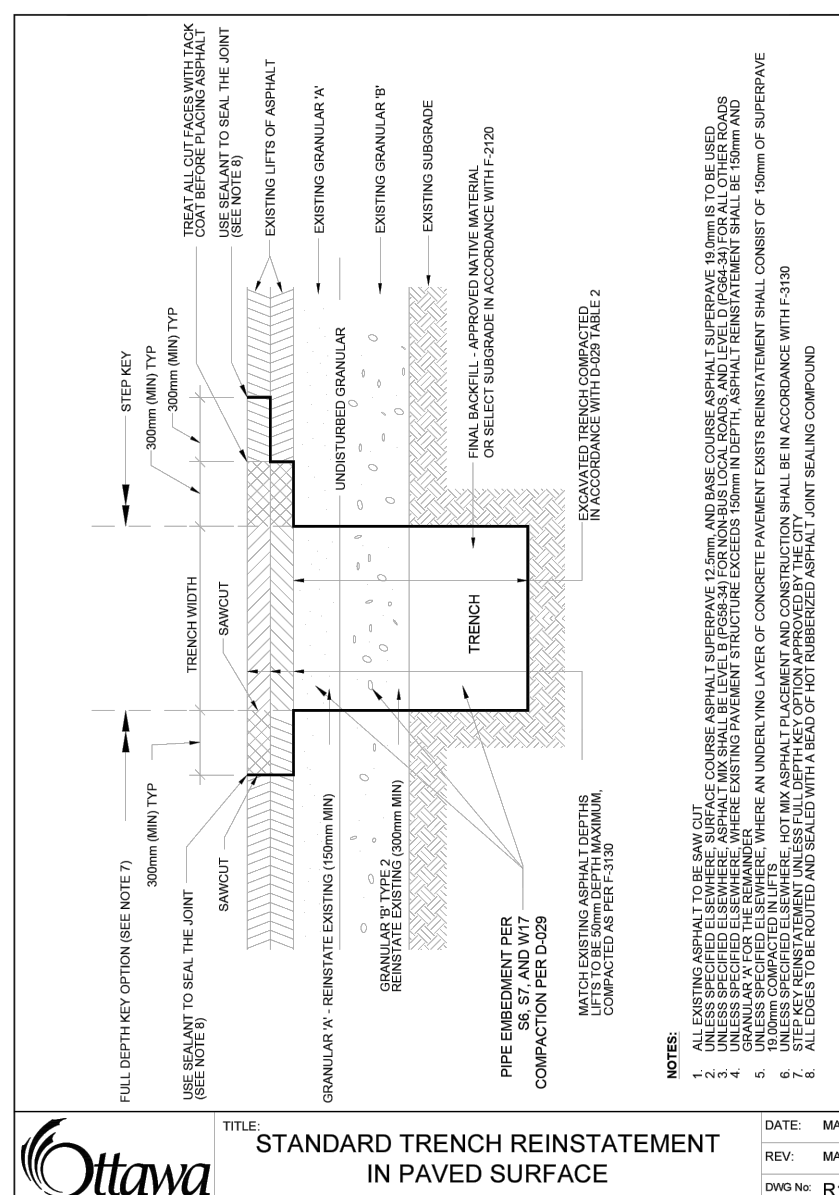 FULL DEPTH KEY OPTION (SEE NOTE 7)
STEP KEY
300mm (MIN) TYP
TRENCH WIDTH
300mm (MIN) TYP
300mm (MIN) TYP
USE SEALANT TO SEAL THE JOINT
(SEE NOTE 8)
SAWCUT
SAWCUT
TREAT ALL CUT FACES WITH TACK
COAT BEFORE PLACING ASPHALT
USE SEALANT TO SEAL THE JOINT
(SEE NOTE 8)
EXISTING LIFTS OF ASPHALT
EXISTING GRANULAR 'A'
UNDISTURBED GRANULAR
EXISTING GRANULAR 'B'
EXISTING SUBGRADE
GRANULAR 'A' - REINSTATE EXISTING (150mm MIN)
GRANULAR 'B' TYPE 2
REINSTATE EXISTING (300mm MIN)
TRENCH
FINAL BACKFILL - APPROVED NATIVE MATERIAL
OR SELECT SUBGRADE IN ACCORDANCE WITH F-2120
PIPE EMBEDMENT PER
S6, S7, AND W17
COMPACTION PER D-029
MATCH EXISTING ASPHALT DEPTHS
LIFTS TO BE 50mm DEPTH MAXIMUM,
COMPACTED AS PER F-3130
EXCAVATED TRENCH COMPACTED
IN ACCORDANCE WITH D-029 TABLE 2
NOTES:
1. ALL EXISTING ASPHALT TO BE SAW CUT
2. UNLESS SPECIFIED ELSEWHERE, SURFACE COURSE ASPHALT SUPERPAVE 12.5mm, AND BASE COURSE ASPHALT SUPERPAVE 19.0mm IS TO BE USED
3. UNLESS SPECIFIED ELSEWHERE, ASPHALT MIX SHALL BE LEVEL B (PG58-34) FOR NON-BUS LOCAL ROADS, AND LEVEL D (PG64-34) FOR ALL OTHER ROADS
4. UNLESS SPECIFIED ELSEWHERE, WHERE EXISTING PAVEMENT STRUCTURE EXCEEDS 150mm IN DEPTH, ASPHALT REINSTATEMENT SHALL BE 150mm AND
GRANULAR 'A' FOR THE REMAINDER
5. UNLESS SPECIFIED ELSEWHERE, WHERE AN UNDERLYING LAYER OF CONCRETE PAVEMENT EXISTS REINSTATEMENT SHALL CONSIST OF 150mm OF SUPERPAVE
19.00mm COMPACTED IN LIFTS
6. UNLESS SPECIFIED ELSEWHERE, HOT MIX ASPHALT PLACEMENT AND CONSTRUCTION SHALL BE IN ACCORDANCE WITH F-3130
7. STEP KEY REINSTATEMENT UNLESS FULL DEPTH KEY OPTION APPROVED BY THE CITY
8. ALL EDGES TO BE ROUTED AND SEALED WITH A BEAD OF HOT RUBBERIZED ASPHALT JOINT SEALING COMPOUND
Ottawa
TITLE:
STANDARD TRENCH REINSTATEMENT
IN PAVED SURFACE
DATE: MA
REV: MA
DWG No: R